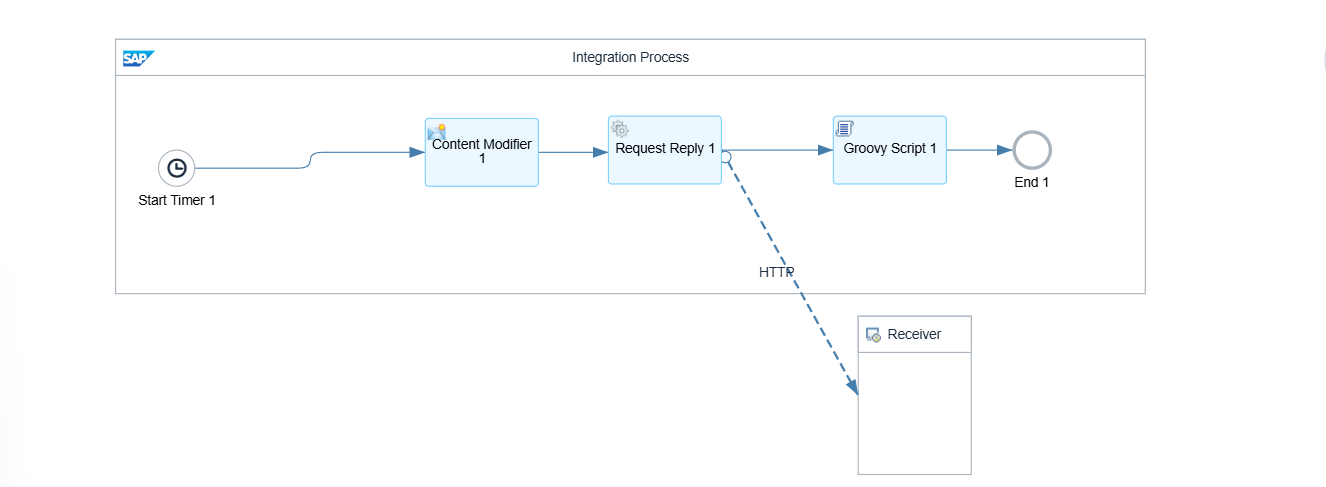 SAP
Integration Process
Content Modifier
1
Request Reply 1
Groovy Script 1
Start Timer 1
End 1
HTTP
Receiver